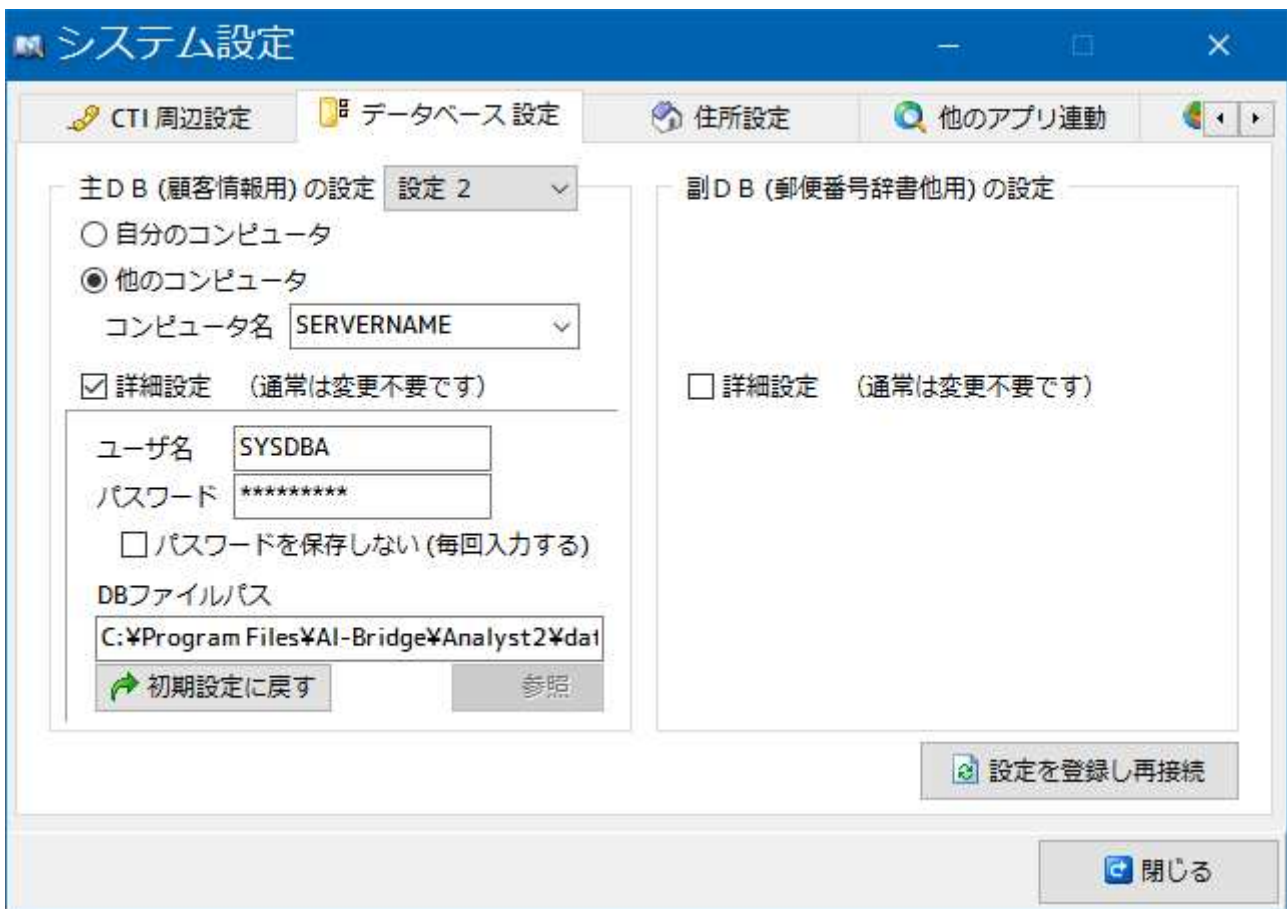 システム設定
CTI 周辺設定
データベース 設定
住所設定
他のアプリ連動
主ＤＢ (顧客情報用) の設定
設定 2
自分のコンピュータ
他のコンピュータ
コンピュータ名
SERVERNAME
詳細設定 （通常は変更不要です）
ユーザ名
SYSDBA
パスワード
*********
パスワードを保存しない (毎回入力する)
DBファイルパス
C:¥Program Files¥AI-Bridge¥Analyst2¥dat
初期設定に戻す
参照
副ＤＢ (郵便番号辞書他用) の設定
詳細設定 （通常は変更不要です）
設定を登録し再接続
閉じる